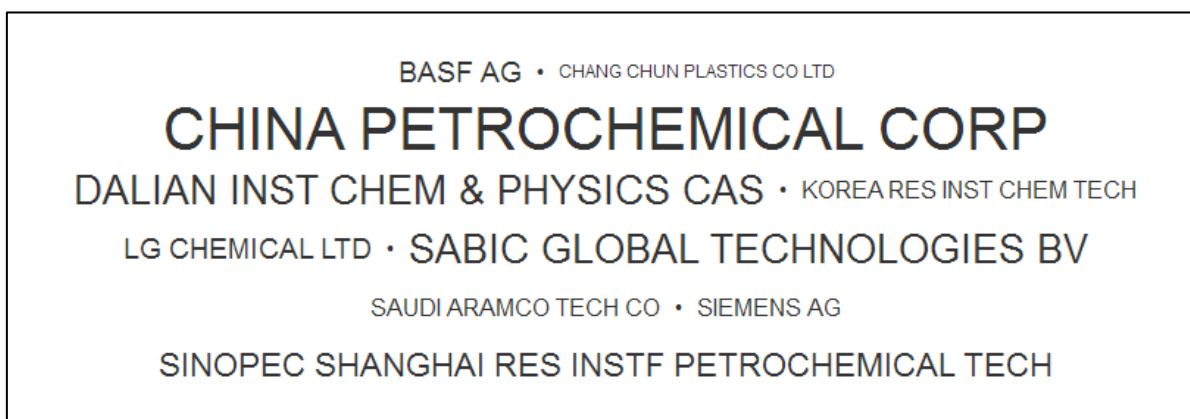 BASF AG • CHANG CHUN PLASTICS CO LTD
CHINA PETROCHEMICAL CORP
DALIAN INST CHEM & PHYSICS CAS • KOREA RES INST CHEM TECH
LG CHEMICAL LTD • SABIC GLOBAL TECHNOLOGIES BV
SAUDI ARAMCO TECH CO • SIEMENS AG
SINOPEC SHANGHAI RES INSTF PETROCHEMICAL TECH